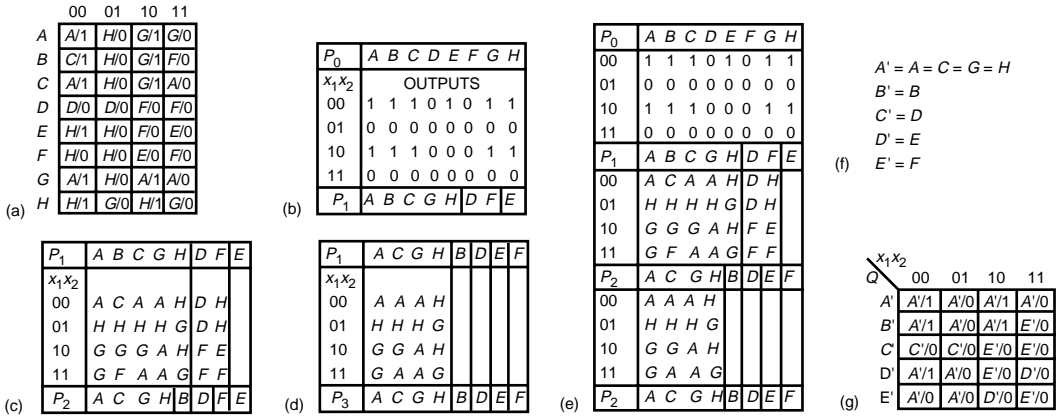 00 01 10 11
A A/1 H/0 G/1 G/0
B C/1 H/0 G/1 F/0
C A/1 H/0 G/1 A/0
D D/0 D/0 F/0 F/0
E H/1 H/0 F/0 E/0
F H/0 H/0 E/0 F/0
G A/1 H/0 A/1 A/0
H H/1 G/0 H/1 G/0
(a)
P0 A B C D E F G H
x1x2 OUTPUTS
00 1 1 1 0 1 0 1 1
01 0 0 0 0 0 0 0 0
10 1 1 1 0 0 0 1 1
11 0 0 0 0 0 0 0 0
P1 A B C G H D F E
(b)
P1 A B C G H D F E
x1x2
00 A C A A H D H
01 H H H H G D H
10 G G G A H F E
11 G F A A G F F
P2 A C G H B D F E
(c)
P1 A C G H B D E F
x1x2
00 A A A H
01 H H H G
10 G G A H
11 G A A G
P3 A C G H B D E F
(d)
P0 A B C D E F G H
00 1 1 1 0 1 0 1 1
01 0 0 0 0 0 0 0 0
10 1 1 1 0 0 0 1 1
11 0 0 0 0 0 0 0 0
P1 A B C G H D F E
00 A C A A H D H
01 H H H H G D H
10 G G G A H F E
11 G F A A G F F
P2 A C G H B D E F
00 A A A H
01 H H H G
10 G G A H
11 G A A G
P2 A C G H B D E F
(e)
A' = A = C = G = H
B' = B
C' = D
D' = E
E' = F
(f)
x1x2
Q 00 01 10 11
A' A'/1 A'/0 A'/1 A'/0
B' A'/1 A'/0 A'/1 E'/0
C' C'/0 C'/0 E'/0 E'/0
D' A'/1 A'/0 E'/0 D'/0
E' A'/0 A'/0 D'/0 E'/0
(g)